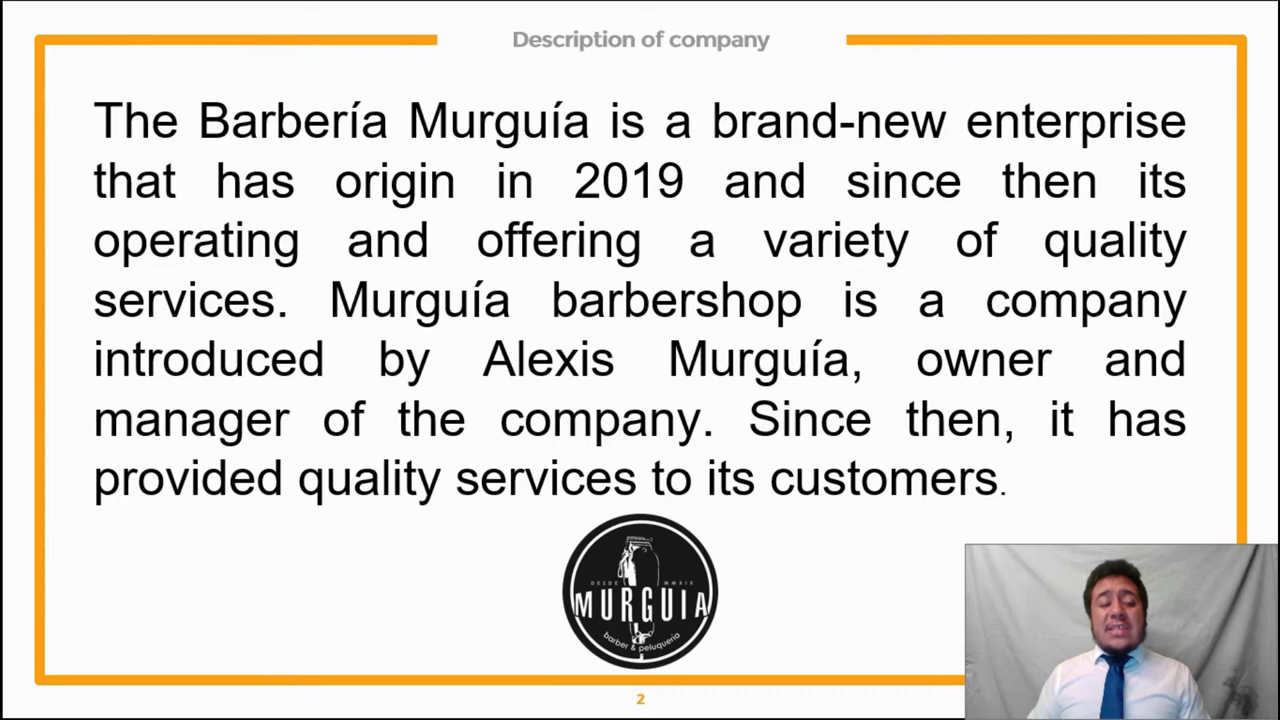 Description of company
The Barbería Murguía is a brand-new enterprise
that has origin in 2019 and since then its
operating and offering a variety of quality
services. Murguía barbershop is a company
introduced by Alexis Murguía, owner and
manager of the company. Since then, it has
provided quality services to its customers.
DESDE MMXIX
MURGUIA
barber & peluqueria
2